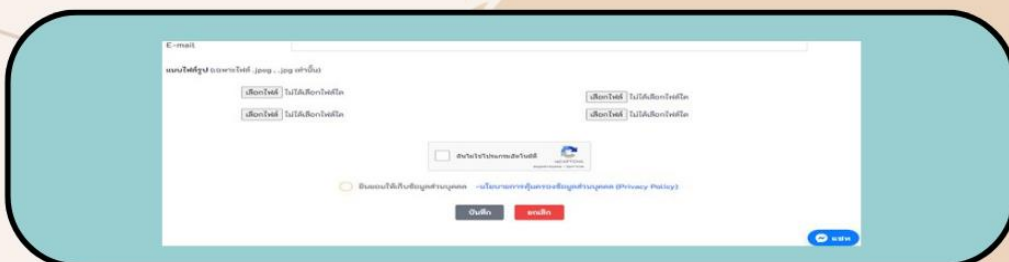 E-mail
แนบไฟล์รูป (เฉพาะไฟล์ .jpeg , .jpg เท่านั้น)
เลือกไฟล์ ไม่ได้เลือกไฟล์ใด เลือกไฟล์ ไม่ได้เลือกไฟล์ใด
เลือกไฟล์ ไม่ได้เลือกไฟล์ใด เลือกไฟล์ ไม่ได้เลือกไฟล์ใด
ฉันไม่ใช่โปรแกรมอัตโนมัติ
reCAPTCHA
ยินยอมให้เก็บข้อมูลส่วนบุคคล -นโยบายการคุ้มครองข้อมูลส่วนบุคคล (Privacy Policy)
บันทึก ยกเลิก
แชท